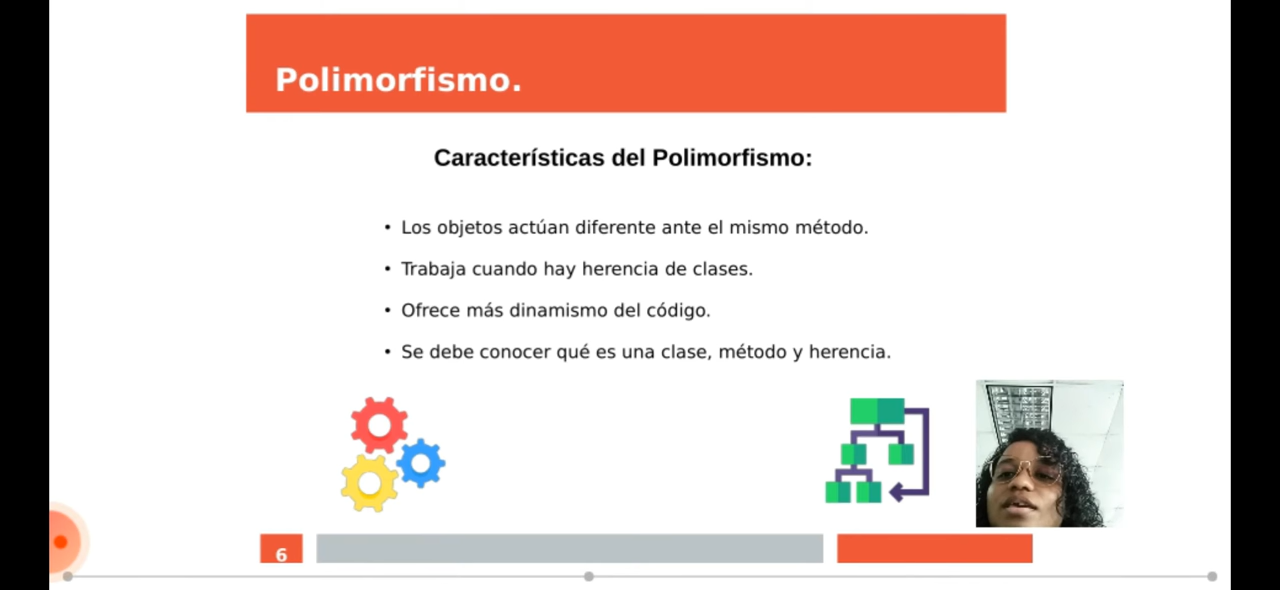 Polimorfismo.
Características del Polimorfismo:
• Los objetos actúan diferente ante el mismo método.
• Trabaja cuando hay herencia de clases.
• Ofrece más dinamismo del código.
• Se debe conocer qué es una clase, método y herencia.
6